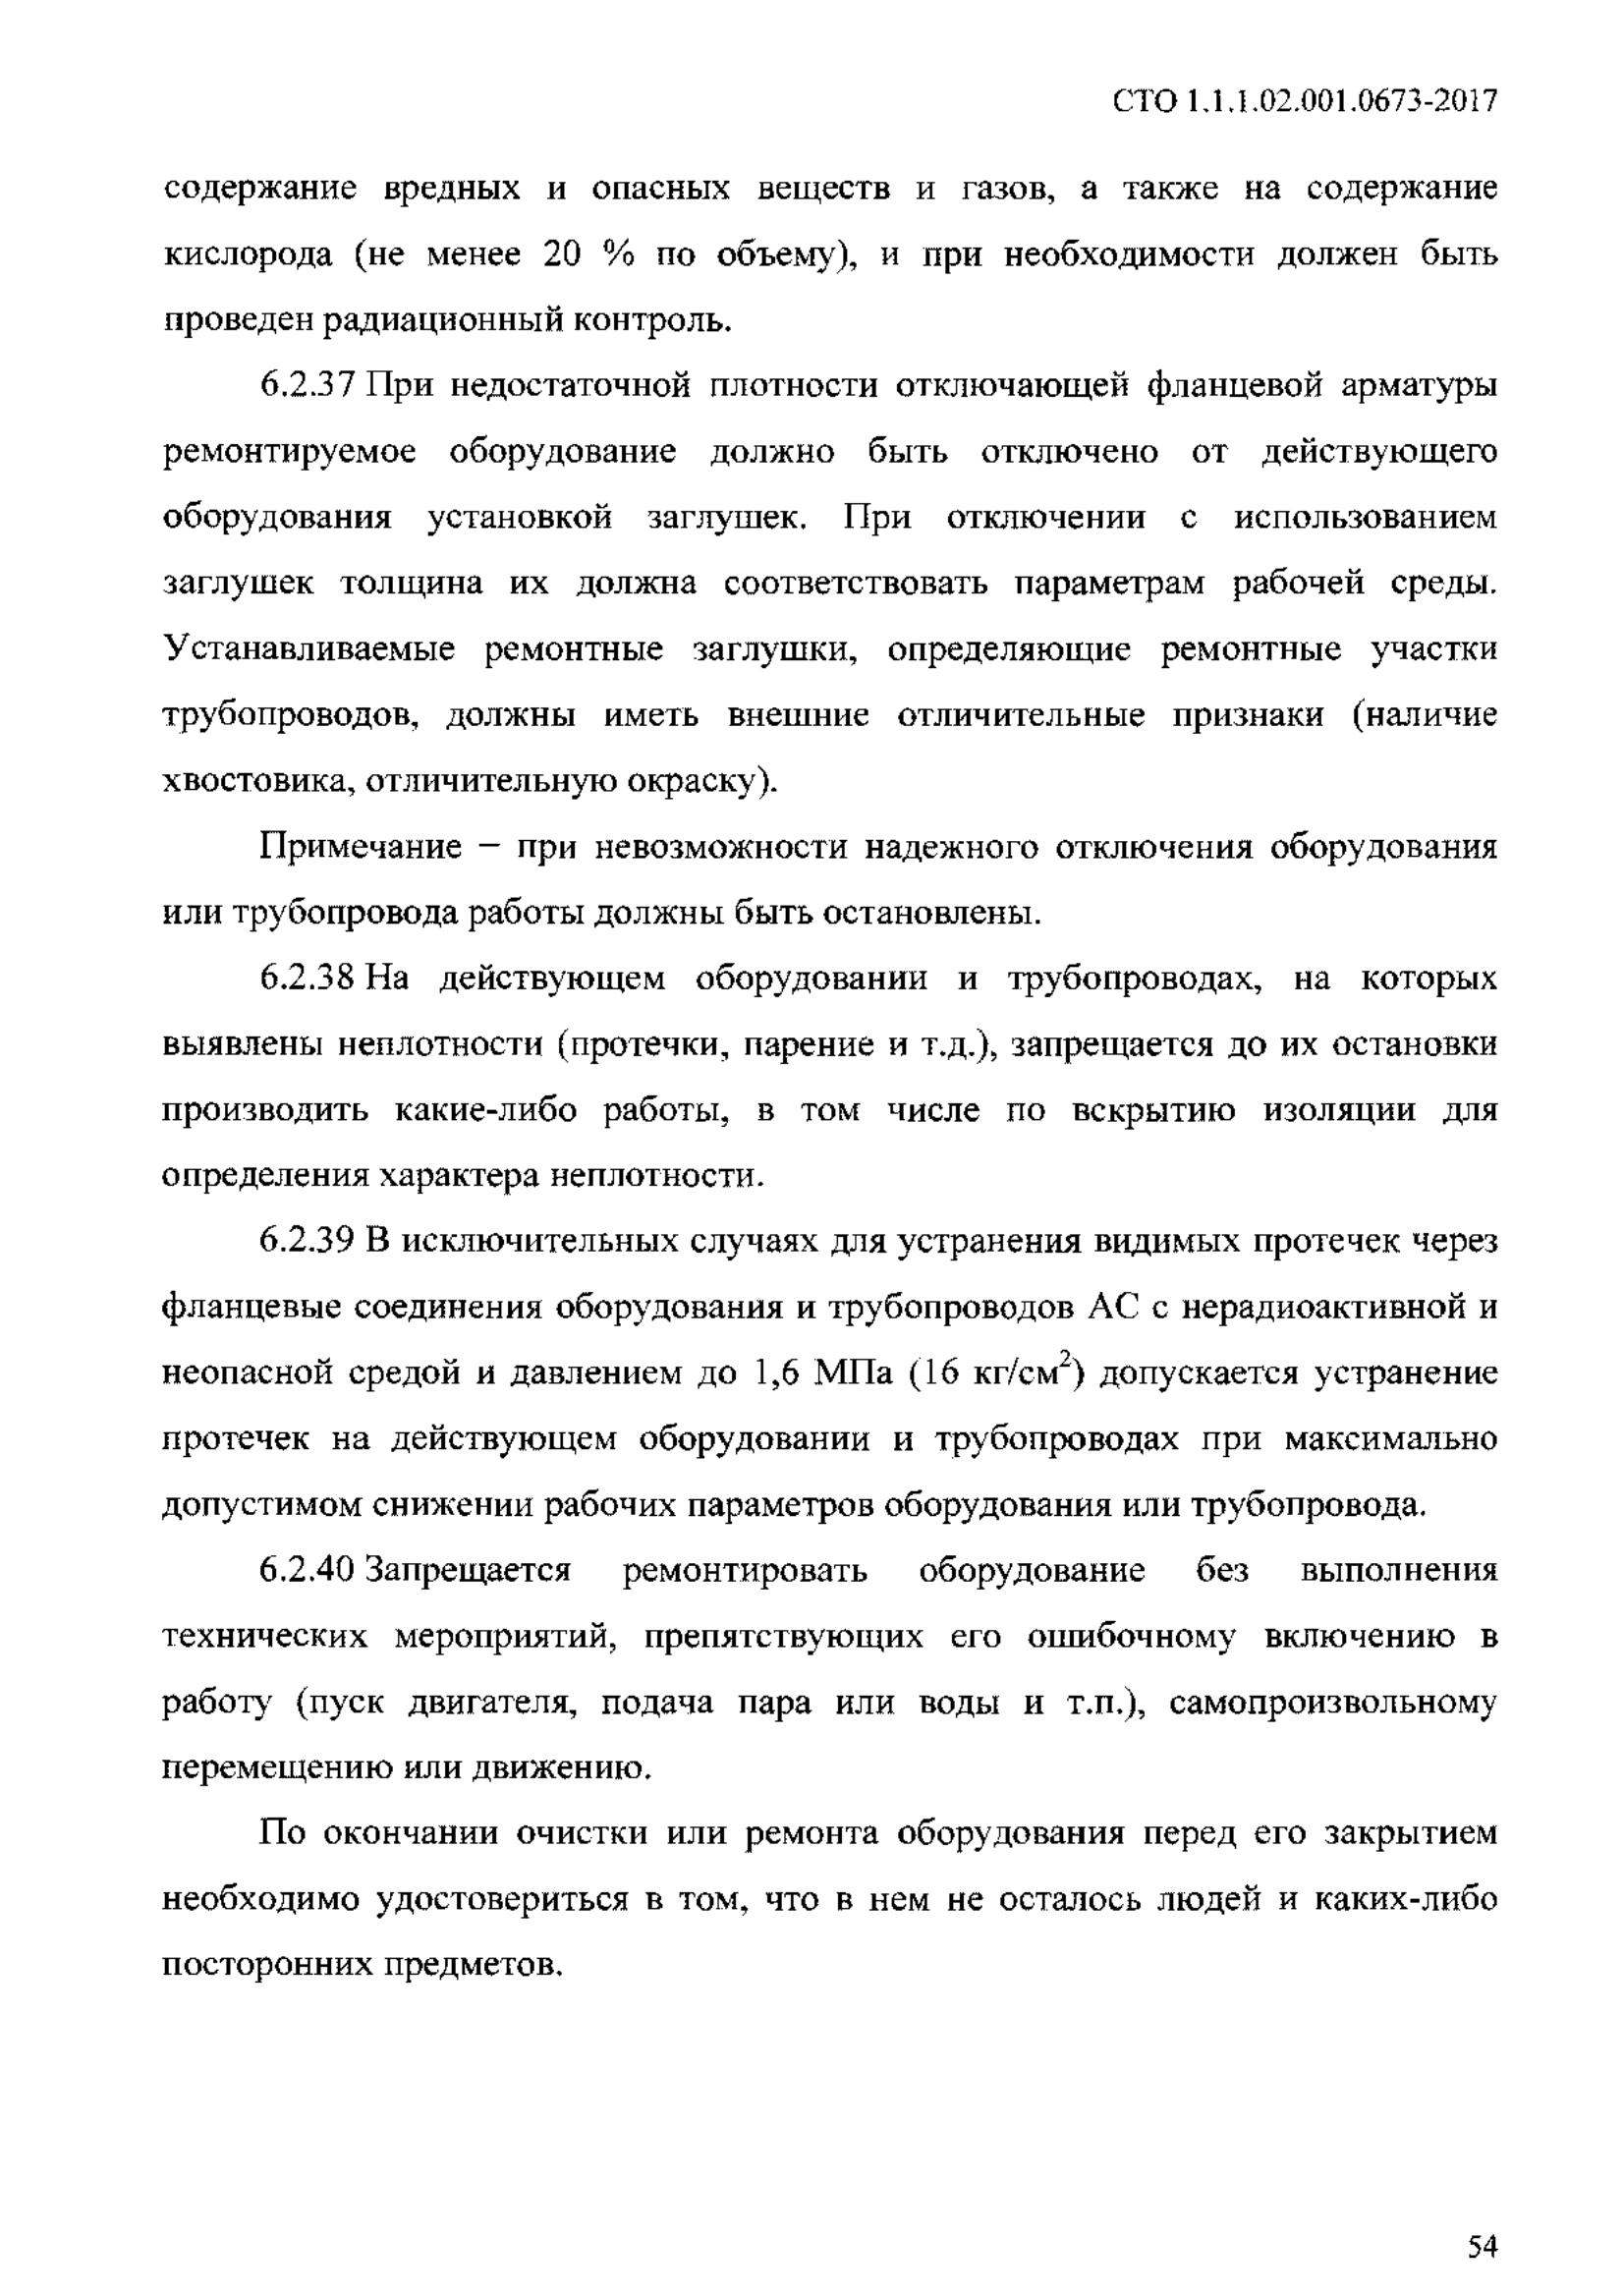 СТО 1.1.1.02.001.0673-2017
содержание вредных и опасных веществ и газов, а также на содержание
кислорода (не менее 20 % по объему), и при необходимости должен быть
проведен радиационный контроль.
6.2.37 При недостаточной плотности отключающей фланцевой арматуры
ремонтируемое оборудование должно быть отключено от действующего
оборудования установкой заглушек. При отключении с использованием
заглушек толщина их должна соответствовать параметрам рабочей среды.
Устанавливаемые ремонтные заглушки, определяющие ремонтные участки
трубопроводов, должны иметь внешние отличительные признаки (наличие
хвостовика, отличительную окраску).
Примечание − при невозможности надежного отключения оборудования
или трубопровода работы должны быть остановлены.
6.2.38 На действующем оборудовании и трубопроводах, на которых
выявлены неплотности (протечки, парение и т.д.), запрещается до их остановки
производить какие-либо работы, в том числе по вскрытию изоляции для
определения характера неплотности.
6.2.39 В исключительных случаях для устранения видимых протечек через
фланцевые соединения оборудования и трубопроводов АС с нерадиоактивной и
неопасной средой и давлением до 1,6 МПа (16 кг/см²) допускается устранение
протечек на действующем оборудовании и трубопроводах при максимально
допустимом снижении рабочих параметров оборудования или трубопровода.
6.2.40 Запрещается ремонтировать оборудование без выполнения
технических мероприятий, препятствующих его ошибочному включению в
работу (пуск двигателя, подача пара или воды и т.п.), самопроизвольному
перемещению или движению.
По окончании очистки или ремонта оборудования перед его закрытием
необходимо удостовериться в том, что в нем не осталось людей и каких-либо
посторонних предметов.
54